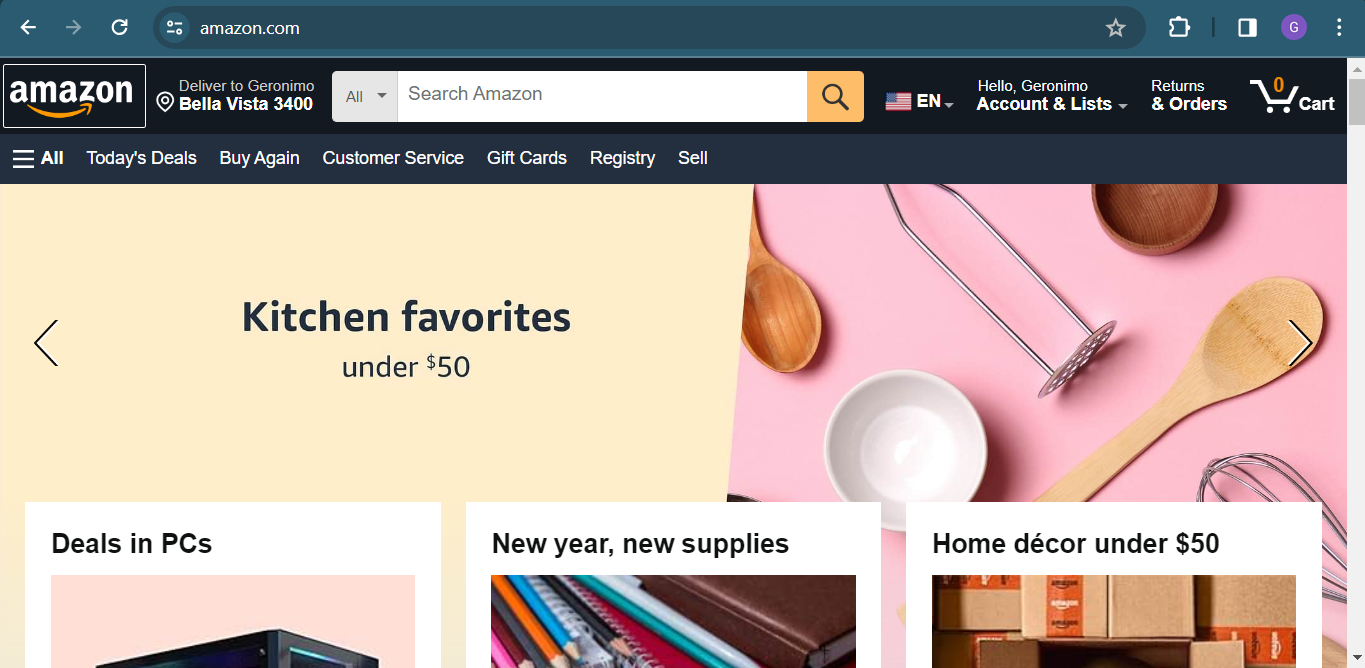 amazon.com
G
amazon
Deliver to Geronimo
Bella Vista 3400
All
Search Amazon
EN
Hello, Geronimo
Account & Lists
Returns
& Orders
0
Cart
All
Today's Deals
Buy Again
Customer Service
Gift Cards
Registry
Sell
Kitchen favorites
under $50
Deals in PCs
New year, new supplies
Home décor under $50
amazon
amazon